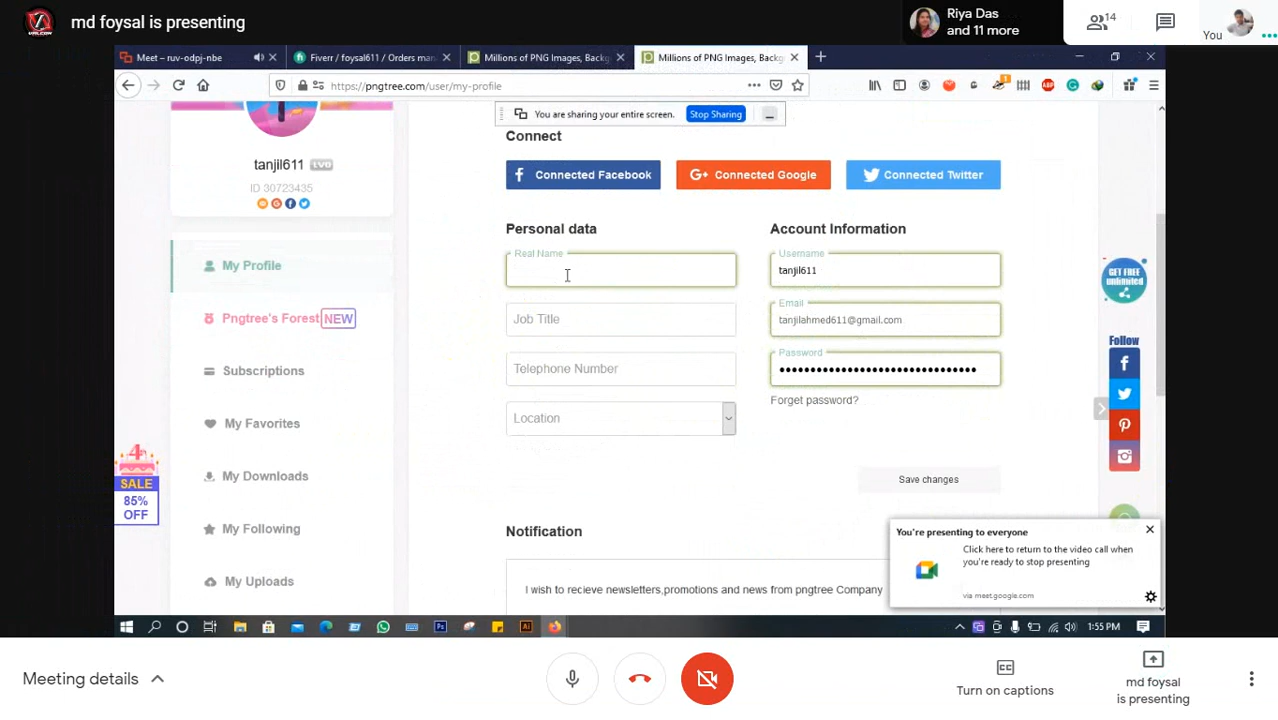 md foysal is presenting
Riya Das
and 11 more
14
You
Meet – ruv-odpj-nbe
Fiverr / foysal611 / Orders man
Millions of PNG Images, Backg
Millions of PNG Images, Backg
https://pngtree.com/user/my-profile
You are sharing your entire screen.
Stop Sharing
tanjil611
LV0
ID 30723435
My Profile
Pngtree's Forest NEW
Subscriptions
My Favorites
My Downloads
My Following
My Uploads
4
SALE
85%
OFF
Connect
Connected Facebook
Connected Google
Connected Twitter
Personal data
Real Name
Job Title
Telephone Number
Location
Account Information
Username
tanjil611
Email
tanjilahmed611@gmail.com
Password
Forget password?
Save changes
Notification
I wish to recieve newsletters,promotions and news from pngtree Company
GET FREE
unlimited
Follow
You're presenting to everyone
Click here to return to the video call when
you're ready to stop presenting
via meet.google.com
1:55 PM
Meeting details
Turn on captions
md foysal
is presenting